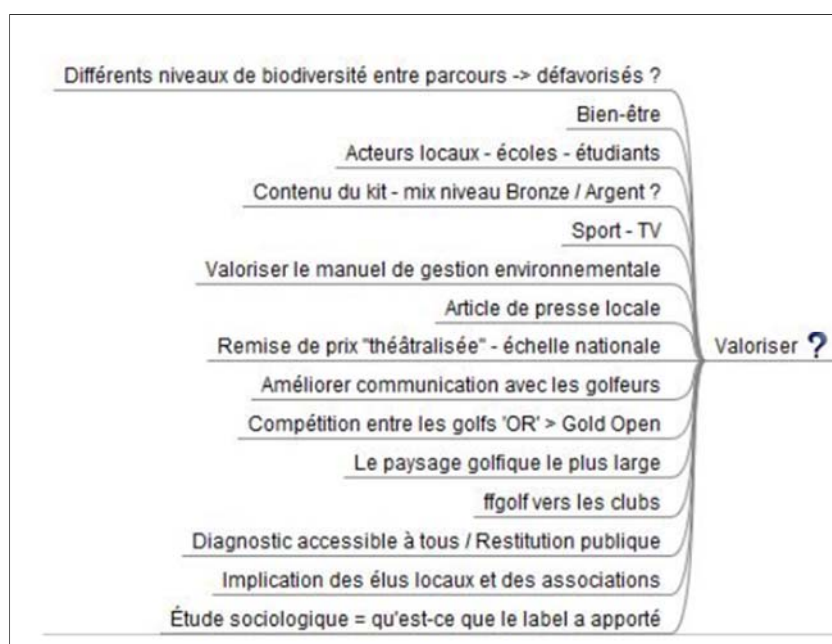 Différents niveaux de biodiversité entre parcours -> défavorisés ?
Bien-être
Acteurs locaux - écoles - étudiants
Contenu du kit - mix niveau Bronze / Argent ?
Sport - TV
Valoriser le manuel de gestion environnementale
Article de presse locale
Remise de prix "théâtralisée" - échelle nationale
Valoriser ?
Améliorer communication avec les golfeurs
Compétition entre les golfs 'OR' > Gold Open
Le paysage golfique le plus large
ffgolf vers les clubs
Diagnostic accessible à tous / Restitution publique
Implication des élus locaux et des associations
Étude sociologique = qu'est-ce que le label a apporté